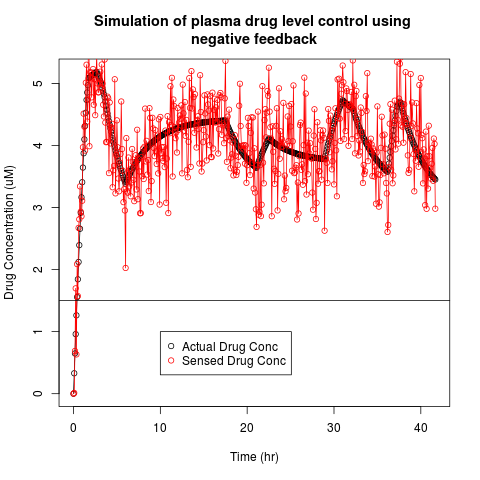 Simulation of plasma drug level control using
negative feedback
Drug Concentration (uM)
5
4
3
2
1
0
Actual Drug Conc
Sensed Drug Conc
0 10 20 30 40
Time (hr)